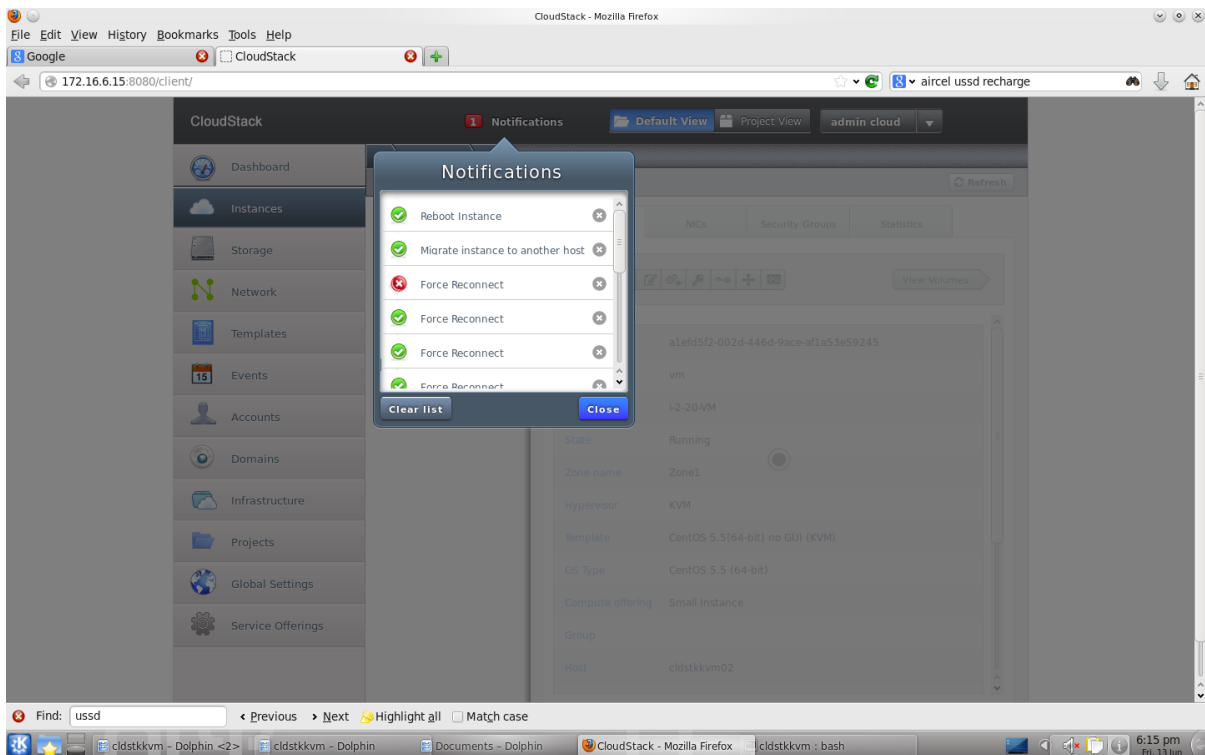 CloudStack - Mozilla Firefox
File Edit View History Bookmarks Tools Help
Google
CloudStack
172.16.6.15:8080/client/
aircel ussd recharge
CloudStack
1 Notifications
Default View
Project View
admin cloud
Dashboard
Instances
Storage
Network
Templates
15 Events
Accounts
Domains
Infrastructure
Projects
Global Settings
Service Offerings
Notifications
Reboot Instance
Migrate instance to another host
Force Reconnect
Force Reconnect
Force Reconnect
Force Reconnect
Clear list
Close
Refresh
NICs
Security Groups
Statistics
View Volumes
a1efd5f2-002d-446d-9ace-af1a53e59245
vm
i-2-20-VM
State Running
Zone name Zone1
Hypervisor KVM
Template CentOS 5.5(64-bit) no GUI (KVM)
OS Type CentOS 5.5 (64-bit)
Compute offering Small Instance
Group
Host cldstkkvm02
Find: ussd
Previous Next Highlight all Match case
cldstkkvm - Dolphin <2>
cldstkkvm - Dolphin
Documents - Dolphin
CloudStack - Mozilla Firefox
cldstkkvm : bash
6:15 pm
Fri, 13 Jun